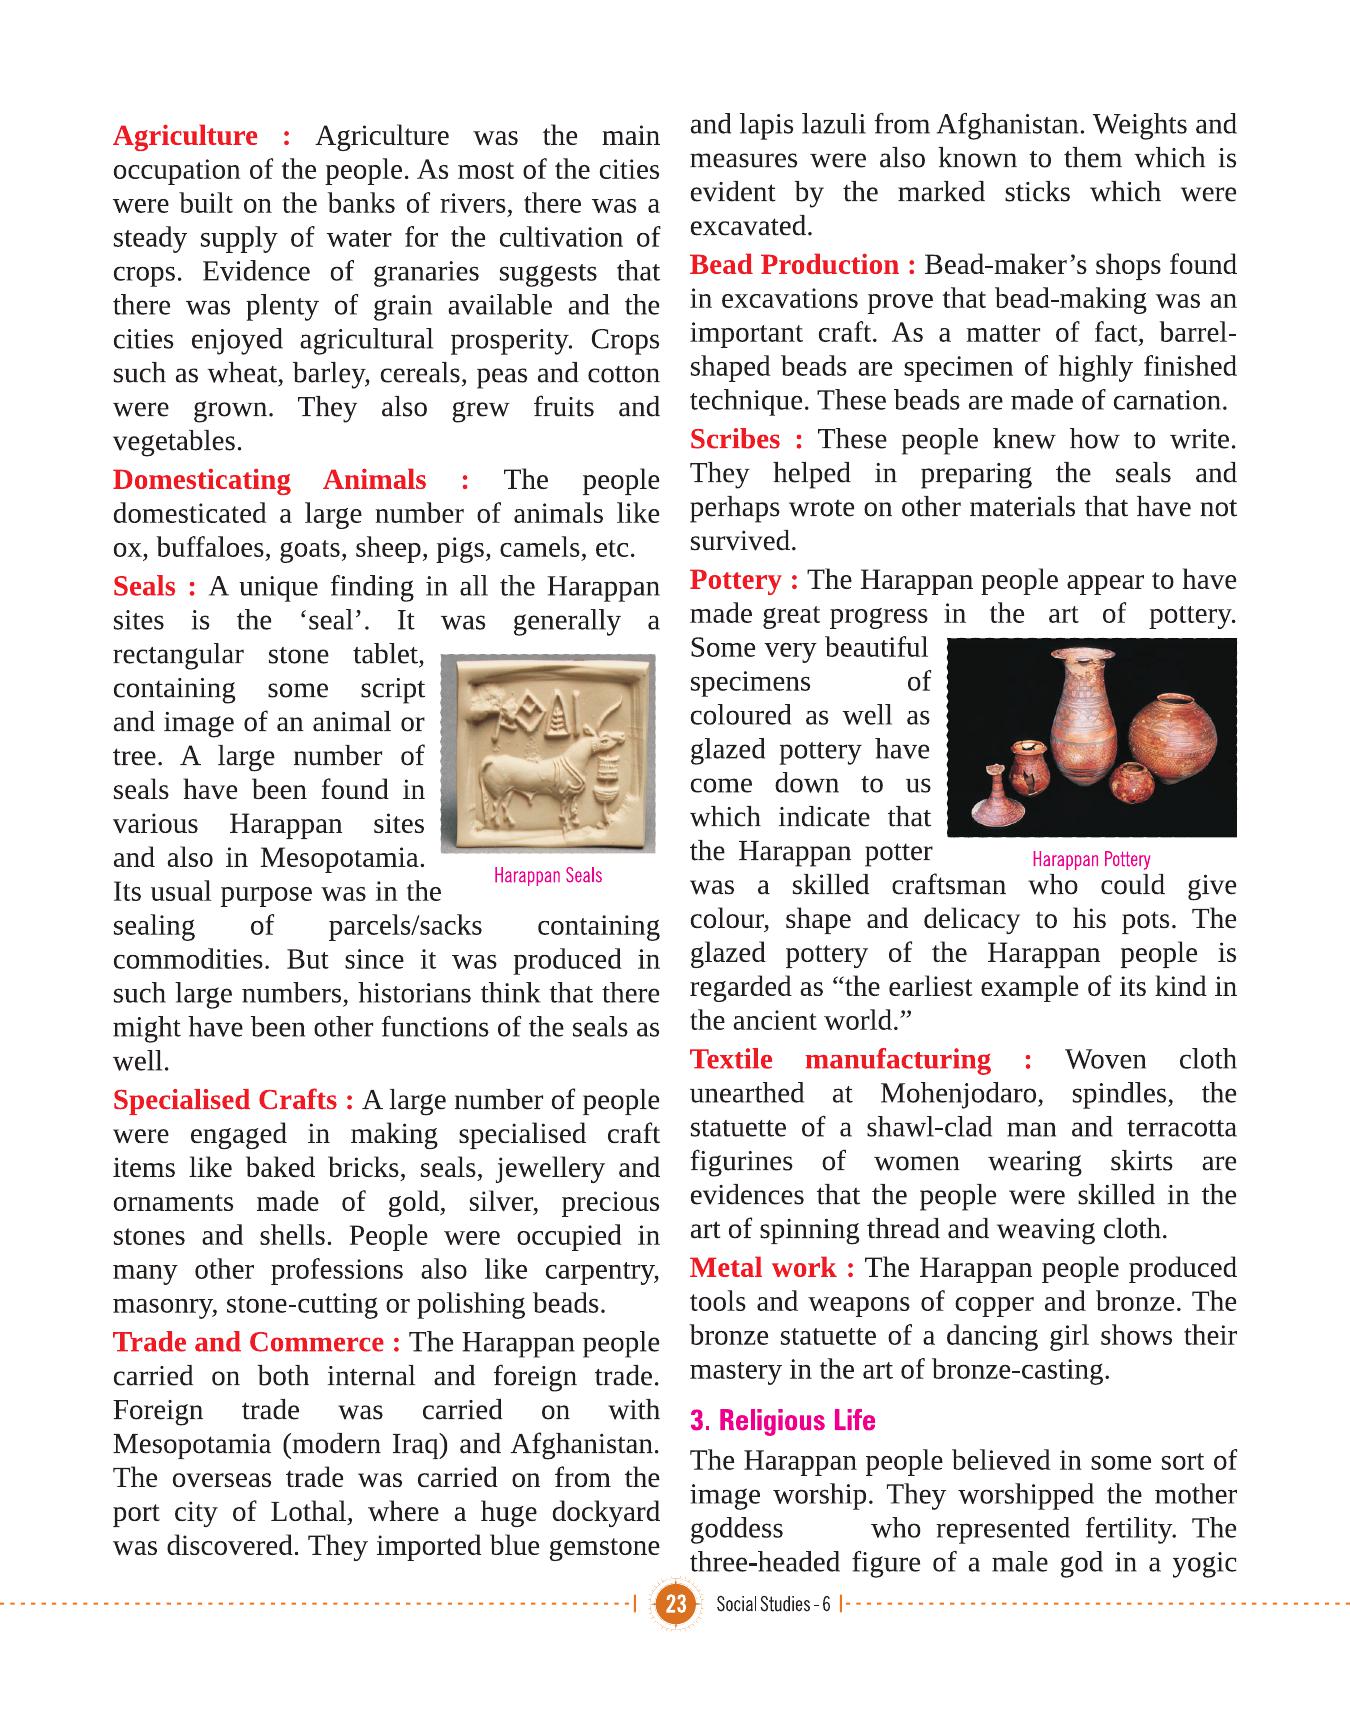 Agriculture : Agriculture was the main
occupation of the people. As most of the cities
were built on the banks of rivers, there was a
steady supply of water for the cultivation of
crops. Evidence of granaries suggests that
there was plenty of grain available and the
cities enjoyed agricultural prosperity. Crops
such as wheat, barley, cereals, peas and cotton
were grown. They also grew fruits and
vegetables.
Domesticating Animals : The people
domesticated a large number of animals like
ox, buffaloes, goats, sheep, pigs, camels, etc.
Seals : A unique finding in all the Harappan
sites is the ‘seal’. It was generally a
rectangular stone tablet,
containing some script
and image of an animal or
tree. A large number of
seals have been found in
various Harappan sites
and also in Mesopotamia.
Its usual purpose was in the
Harappan Seals
sealing of parcels/sacks containing
commodities. But since it was produced in
such large numbers, historians think that there
might have been other functions of the seals as
well.
Specialised Crafts : A large number of people
were engaged in making specialised craft
items like baked bricks, seals, jewellery and
ornaments made of gold, silver, precious
stones and shells. People were occupied in
many other professions also like carpentry,
masonry, stone-cutting or polishing beads.
Trade and Commerce : The Harappan people
carried on both internal and foreign trade.
Foreign trade was carried on with
Mesopotamia (modern Iraq) and Afghanistan.
The overseas trade was carried on from the
port city of Lothal, where a huge dockyard
was discovered. They imported blue gemstone
and lapis lazuli from Afghanistan. Weights and
measures were also known to them which is
evident by the marked sticks which were
excavated.
Bead Production : Bead-maker’s shops found
in excavations prove that bead-making was an
important craft. As a matter of fact, barrel-
shaped beads are specimen of highly finished
technique. These beads are made of carnation.
Scribes : These people knew how to write.
They helped in preparing the seals and
perhaps wrote on other materials that have not
survived.
Pottery : The Harappan people appear to have
made great progress in the art of pottery.
Some very beautiful
specimens of
coloured as well as
glazed pottery have
come down to us
which indicate that
the Harappan potter
Harappan Pottery
was a skilled craftsman who could give
colour, shape and delicacy to his pots. The
glazed pottery of the Harappan people is
regarded as “the earliest example of its kind in
the ancient world.”
Textile manufacturing : Woven cloth
unearthed at Mohenjodaro, spindles, the
statuette of a shawl-clad man and terracotta
figurines of women wearing skirts are
evidences that the people were skilled in the
art of spinning thread and weaving cloth.
Metal work : The Harappan people produced
tools and weapons of copper and bronze. The
bronze statuette of a dancing girl shows their
mastery in the art of bronze-casting.
3. Religious Life
The Harappan people believed in some sort of
image worship. They worshipped the mother
goddess who represented fertility. The
three-headed figure of a male god in a yogic
23 Social Studies - 6